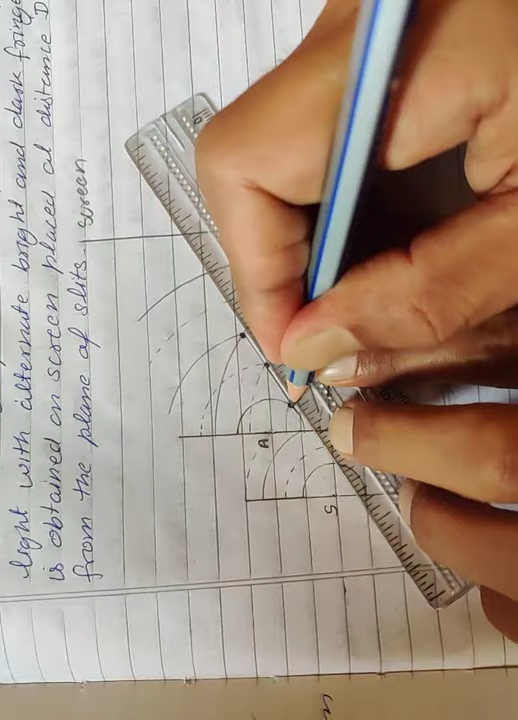 light with alternate bright and dark fringe
is obtained on screen placed at distance D
from the plane of slits.
screen
A
S